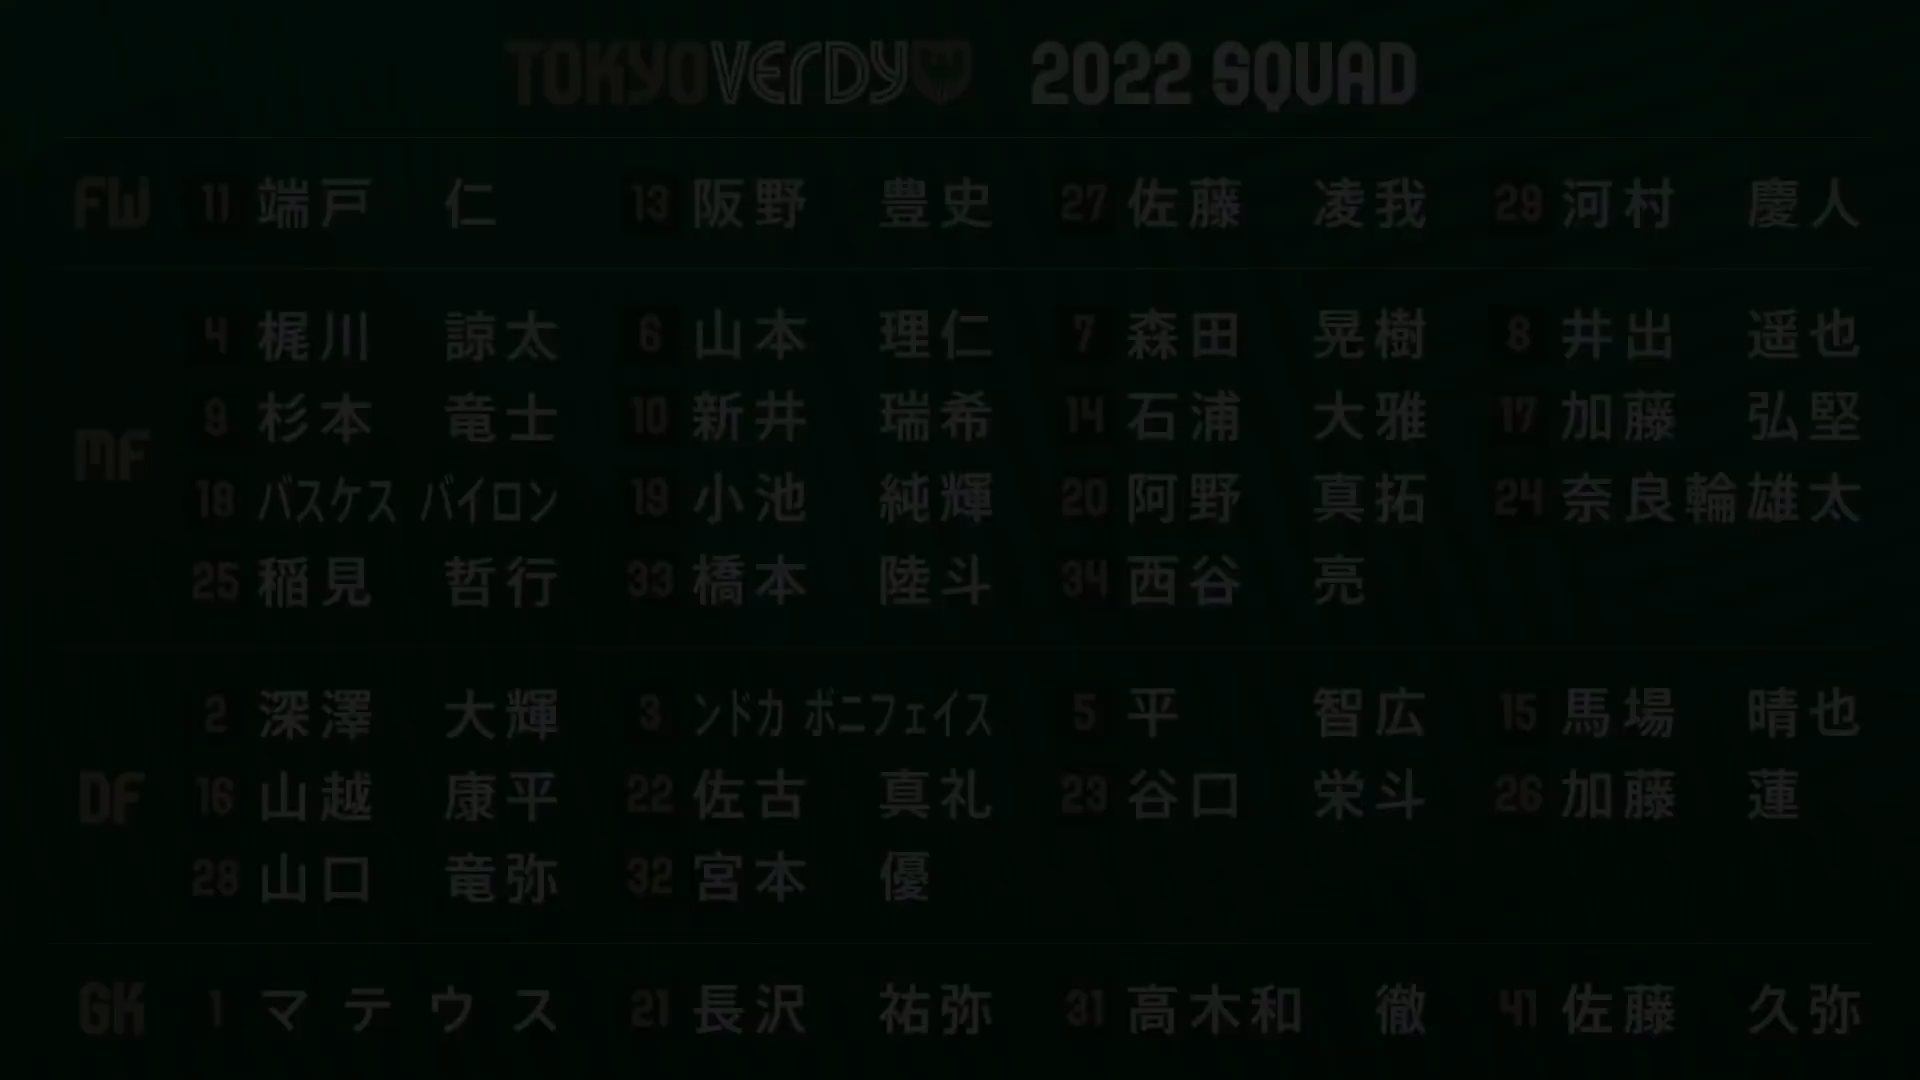 TOKYO VERDY 2022 SQUAD
FW 11 端戸 仁 13 阪野 豊史 27 佐藤 凌我 29 河村 慶人
4 梶川 諒太 6 山本 理仁 7 森田 晃樹 8 井出 遥也
MF 9 杉本 竜士 10 新井 瑞希 14 石浦 大雅 17 加藤 弘堅
18 バスケス バイロン 19 小池 純輝 20 阿野 真拓 24 奈良輪 雄太
25 稲見 哲行 33 橋本 陸斗 34 西谷 亮
2 深澤 大輝 3 ンドカ ボニフェイス 5 平 智広 15 馬場 晴也
DF 16 山越 康平 22 佐古 真礼 23 谷口 栄斗 26 加藤 蓮
28 山口 竜弥 32 宮本 優
GK 1 マテウス 21 長沢 祐弥 31 高木和 徹 41 佐藤 久弥